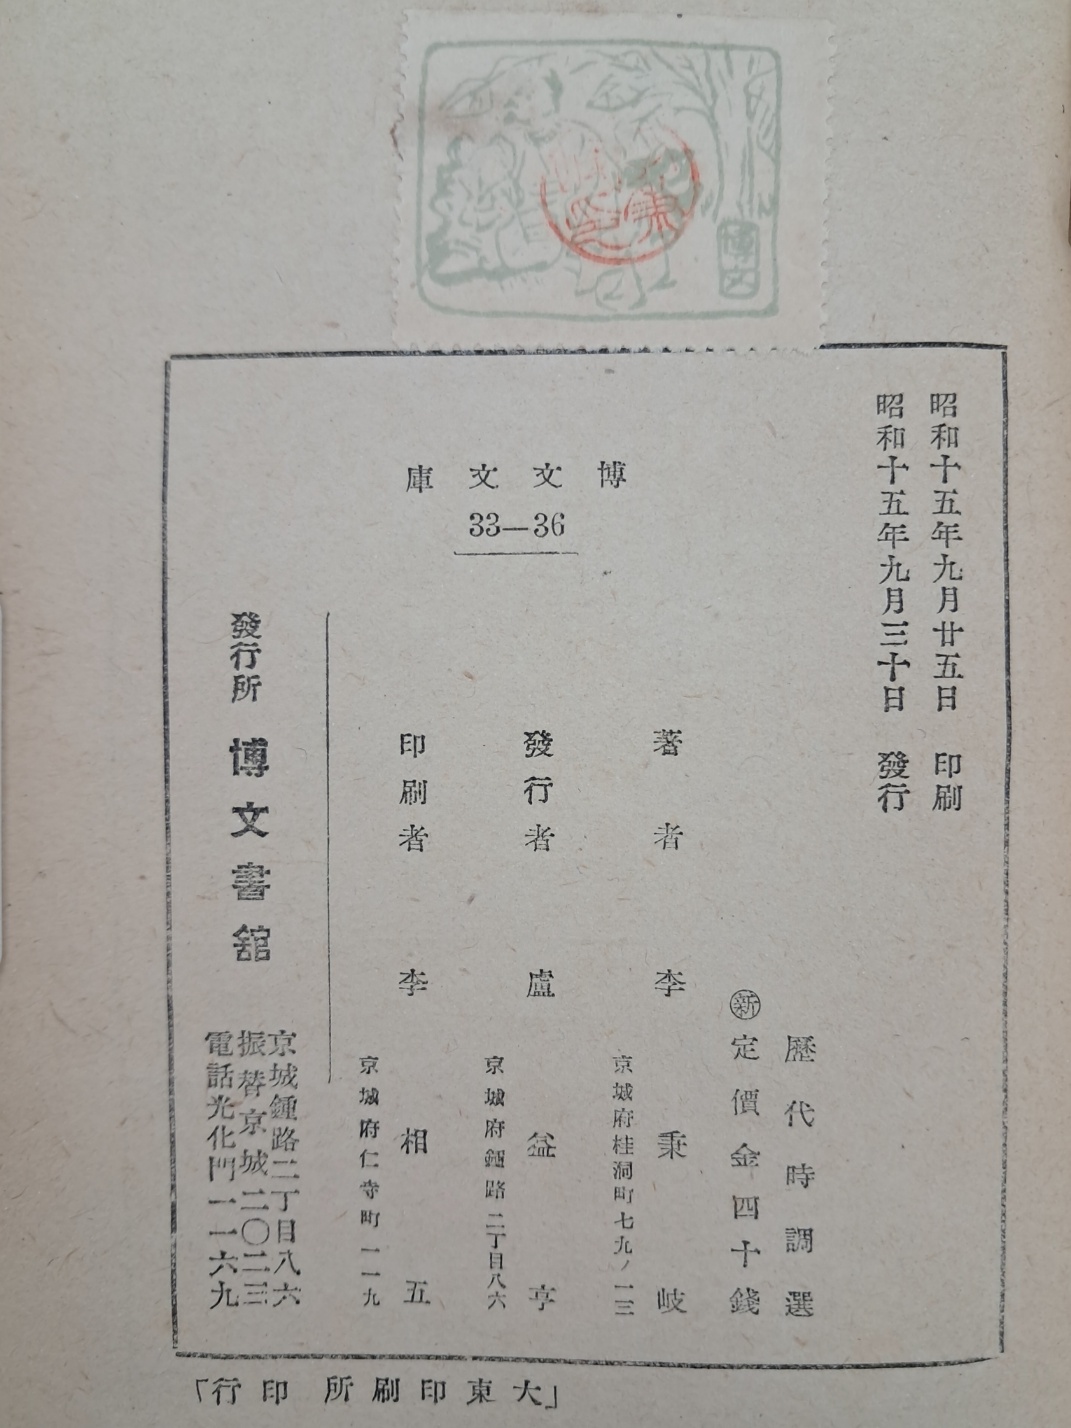 博文
昭和十五年九月廿五日 印刷
昭和十五年九月三十日 發行
博文文庫
33—36
歷代時調選
㊟新定價金四十錢
著者 李秉岐
京城府桂洞町七九ノ一三
發行者 盧益亨
京城府鍾路二丁目八六
印刷者 李相五
京城府仁寺町一一九
發行所 博文書館
京城鍾路二丁目八六
振替京城二〇二三
電話光化門一一六九
「大東印刷所印行」